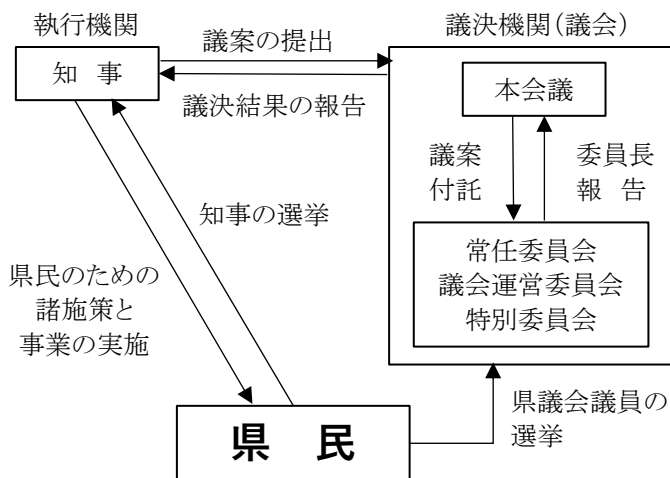 執行機関
議決機関(議会)
議案の提出
知 事
議決結果の報告
本会議
議案
付託
委員長
報 告
知事の選挙
常任委員会
議会運営委員会
特別委員会
県民のための
諸施策と
事業の実施
県議会議員の
選挙
県 民